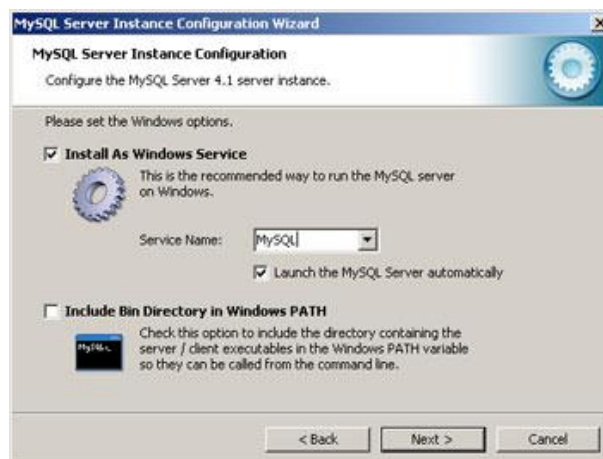 MySQL Server Instance Configuration Wizard
MySQL Server Instance Configuration
Configure the MySQL Server 4.1 server instance.
Please set the Windows options.
Install As Windows Service
This is the recommended way to run the MySQL server
on Windows.
Service Name:
MySQL
Launch the MySQL Server automatically
Include Bin Directory in Windows PATH
Check this option to include the directory containing the
server / client executables in the Windows PATH variable
so they can be called from the command line.
< Back
Next >
Cancel